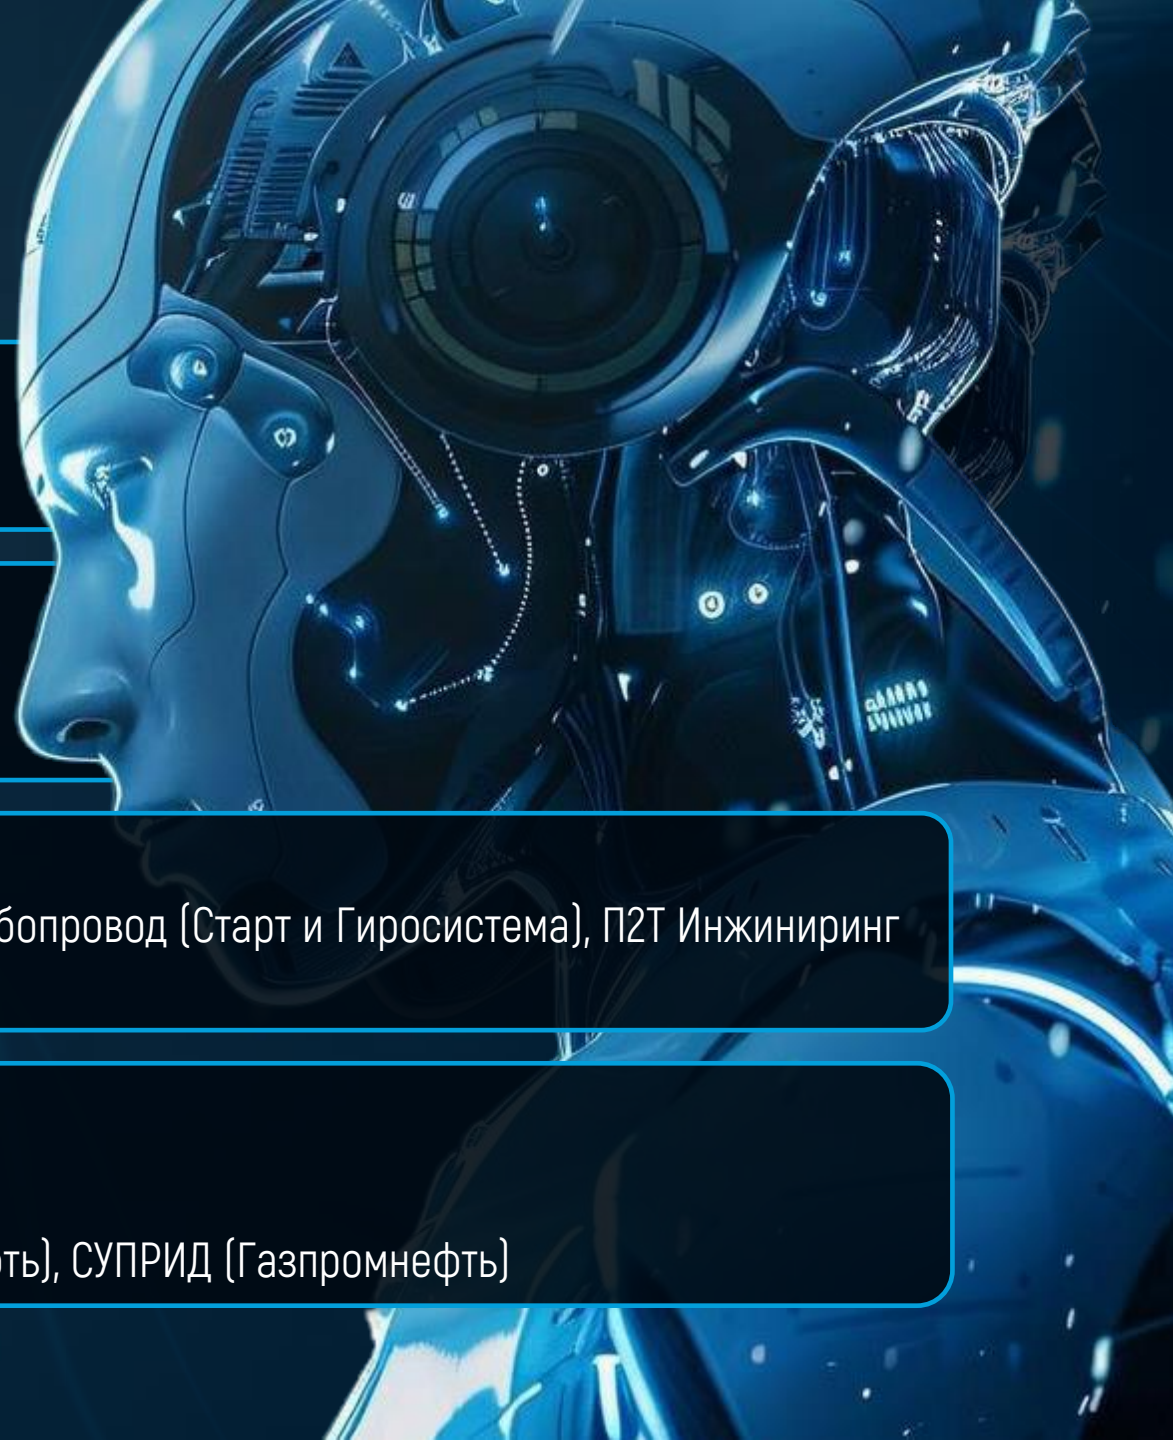 бопровод (Старт и Гиросистема), П2Т Инжиниринг
ть), СУПРИД (Газпромнефть)